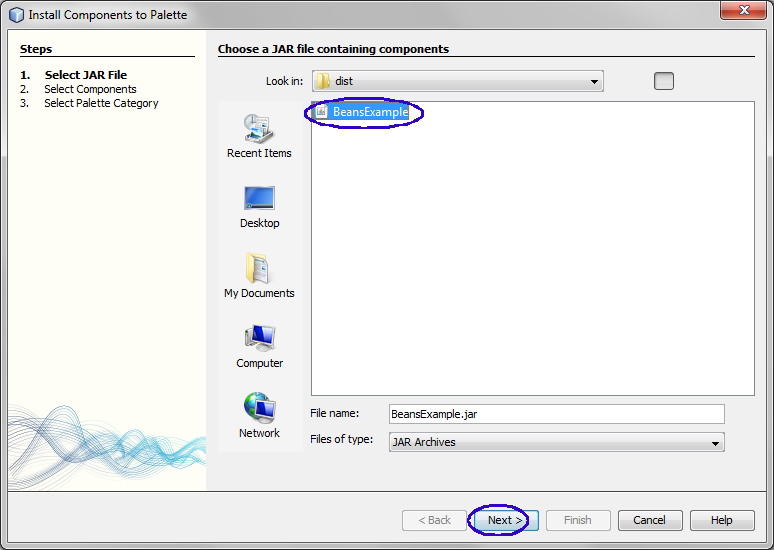 Install Components to Palette
Steps
1. Select JAR File
2. Select Components
3. Select Palette Category
Choose a JAR file containing components
Look in: dist
BeansExample
Recent Items
Desktop
My Documents
Computer
Network
File name: BeansExample.jar
Files of type: JAR Archives
< Back Next > Finish Cancel Help